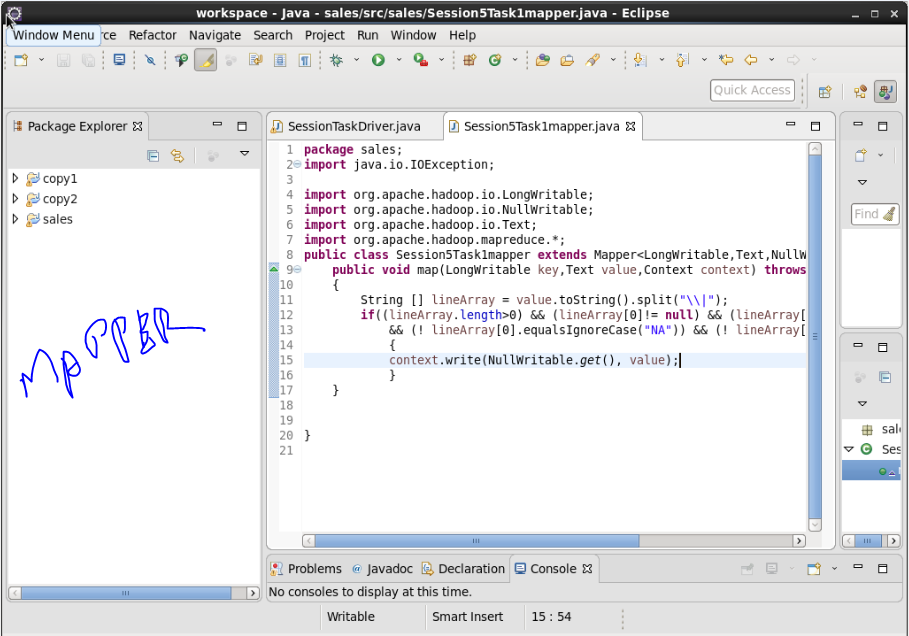 workspace - Java - sales/src/sales/Session5Task1mapper.java - Eclipse
Window Menu rce Refactor Navigate Search Project Run Window Help
Quick Access
Package Explorer
copy1
copy2
sales
MAPPER
SessionTaskDriver.java Session5Task1mapper.java
1 package sales;
2 import java.io.IOException;
3
4 import org.apache.hadoop.io.LongWritable;
5 import org.apache.hadoop.io.NullWritable;
6 import org.apache.hadoop.io.Text;
7 import org.apache.hadoop.mapreduce.*;
8 public class Session5Task1mapper extends Mapper<LongWritable,Text,NullW
9 public void map(LongWritable key,Text value,Context context) throws
10 {
11 String [] lineArray = value.toString().split("\\|");
12 if((lineArray.length>0) && (lineArray[0]!= null) && (lineArray[
13 && (! lineArray[0].equalsIgnoreCase("NA")) && (! lineArray[
14 {
15 context.write(NullWritable.get(), value);
16 }
17 }
18
19
20 }
21
Find
sal
Ses
Problems @ Javadoc Declaration Console
No consoles to display at this time.
Writable Smart Insert 15 : 54